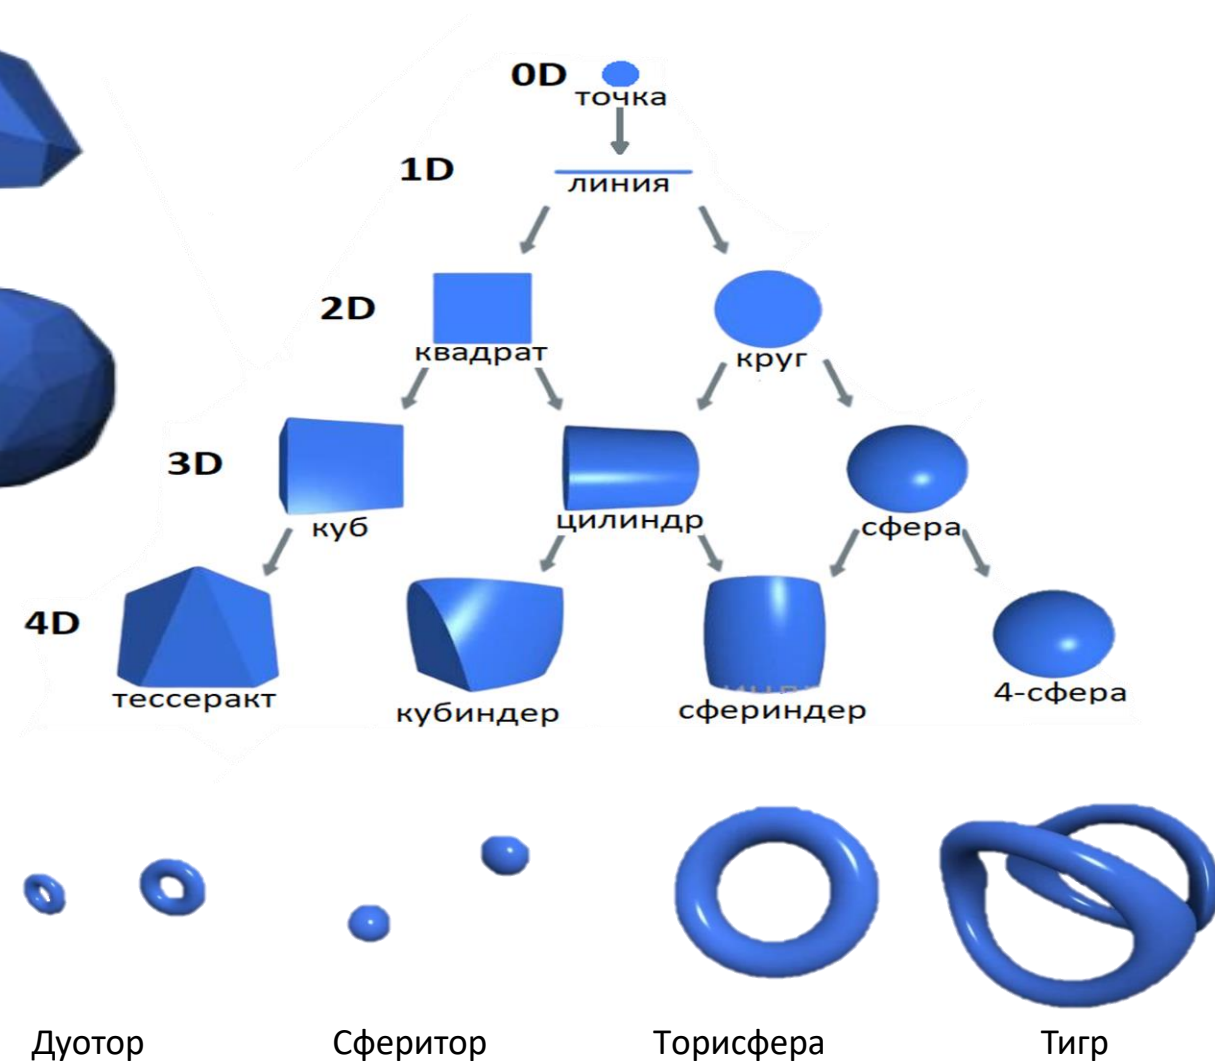 0D
точка
1D
линия
2D
квадрат
круг
3D
куб
цилиндр
сфера
4D
тессеракт
кубиндер
сфериндер
4-сфера
Дуотор
Сферитор
Торисфера
Тигр